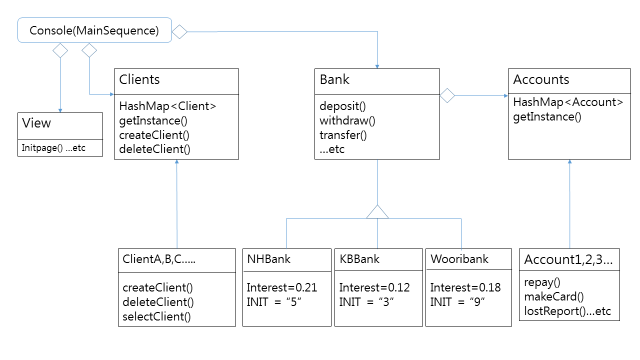 Console(MainSequence)
View
Initpage() ...etc
Clients
HashMap<Client>
getInstance()
createClient()
deleteClient()
Bank
deposit()
withdraw()
transfer()
...etc
Accounts
HashMap<Account>
getInstance()
ClientA,B,C.....
createClient()
deleteClient()
selectClient()
NHBank
Interest=0.21
INIT = "5"
KBBank
Interest=0.12
INIT = "3"
Wooribank
Interest=0.18
INIT = "9"
Account1,2,3...
repay()
makeCard()
lostReport()...etc